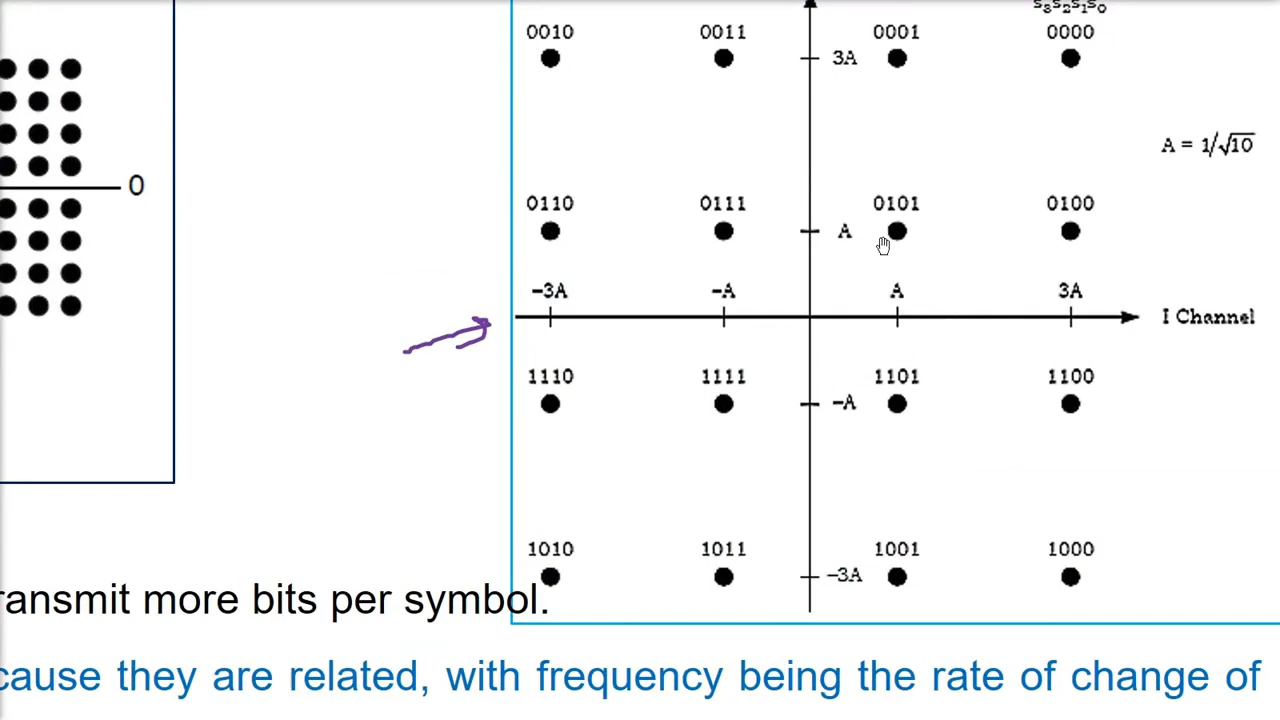 s₃s₂s₁s₀
0010 0011 0001 0000
3A
A = 1/√10
0
0110 0111 0101 0100
A
−3A −A A 3A
I Channel
1110 1111 1101 1100
−A
1010 1011 1001 1000
−3A
ransmit more bits per symbol.
cause they are related, with frequency being the rate of change of